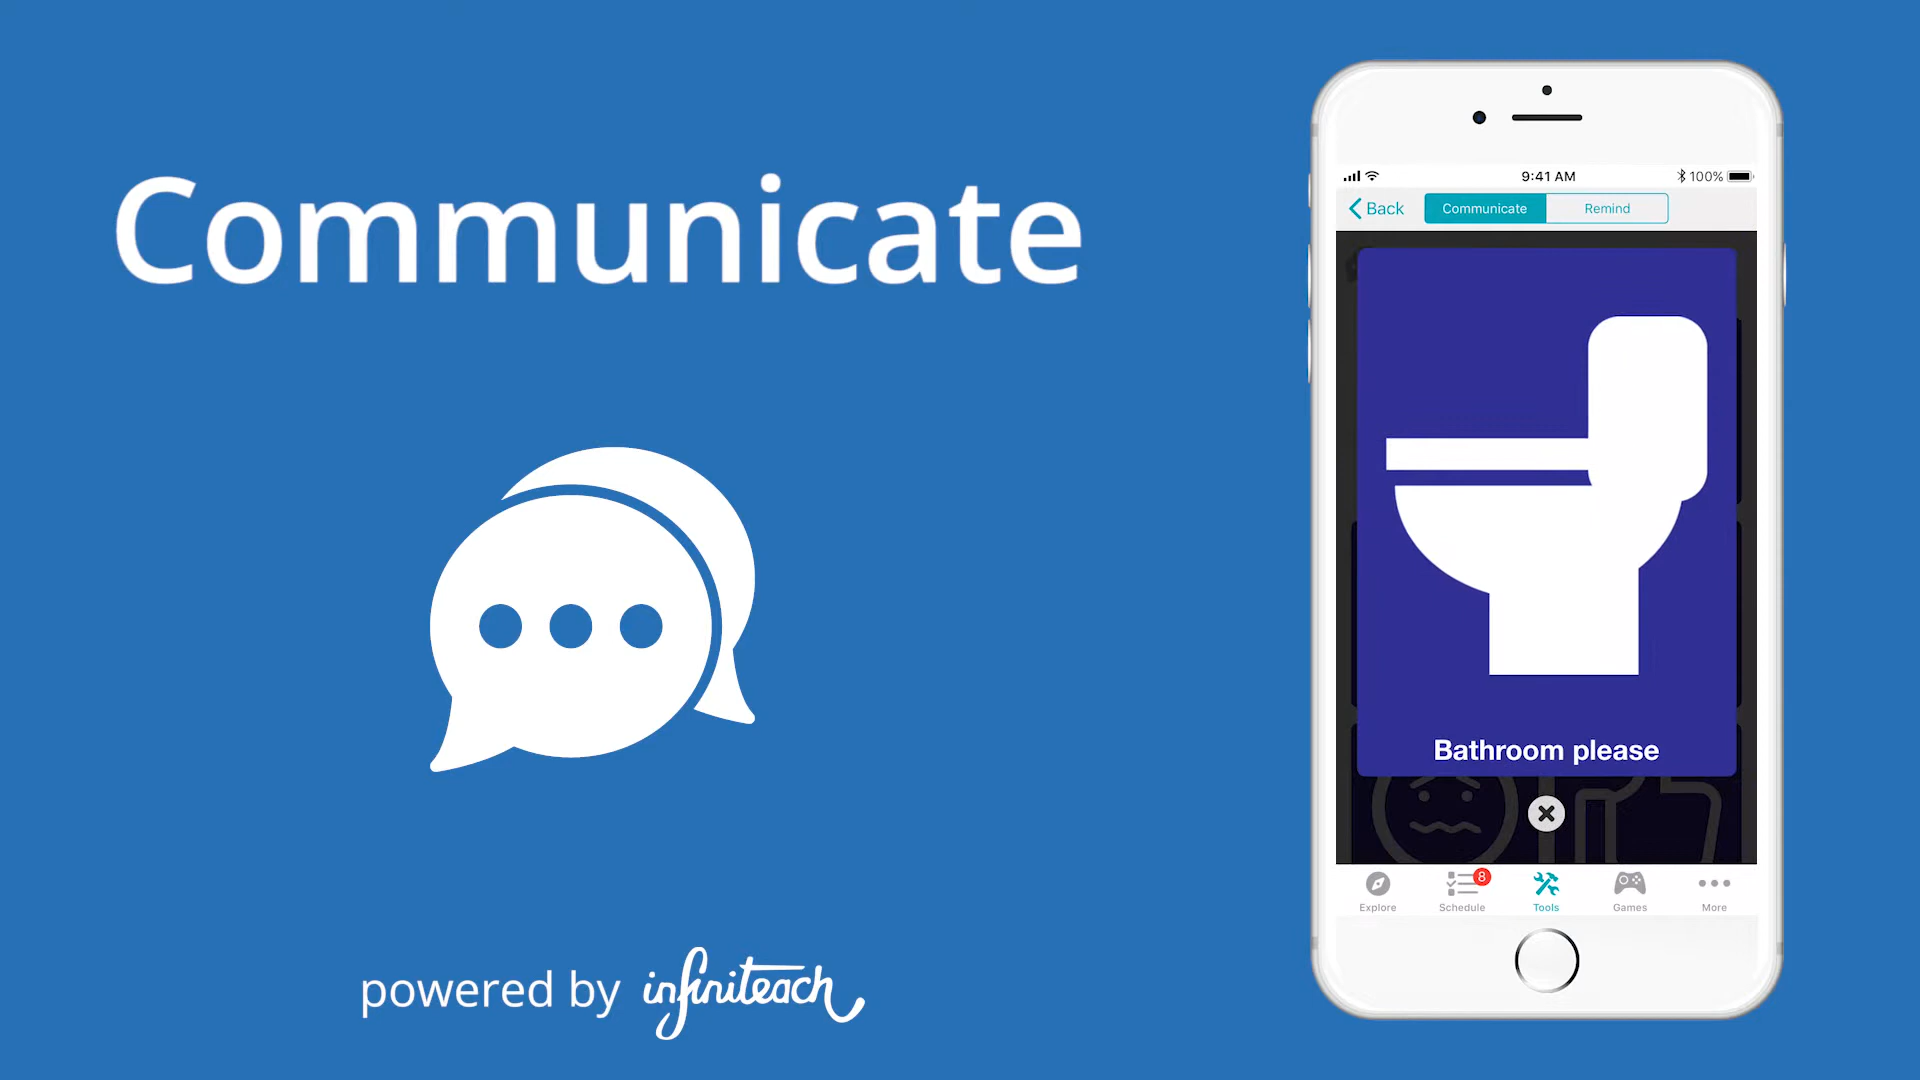 Communicate
powered by infiniteach
9:41 AM
100%
Back
Communicate
Remind
Bathroom please
Explore
Schedule
8
Tools
Games
More